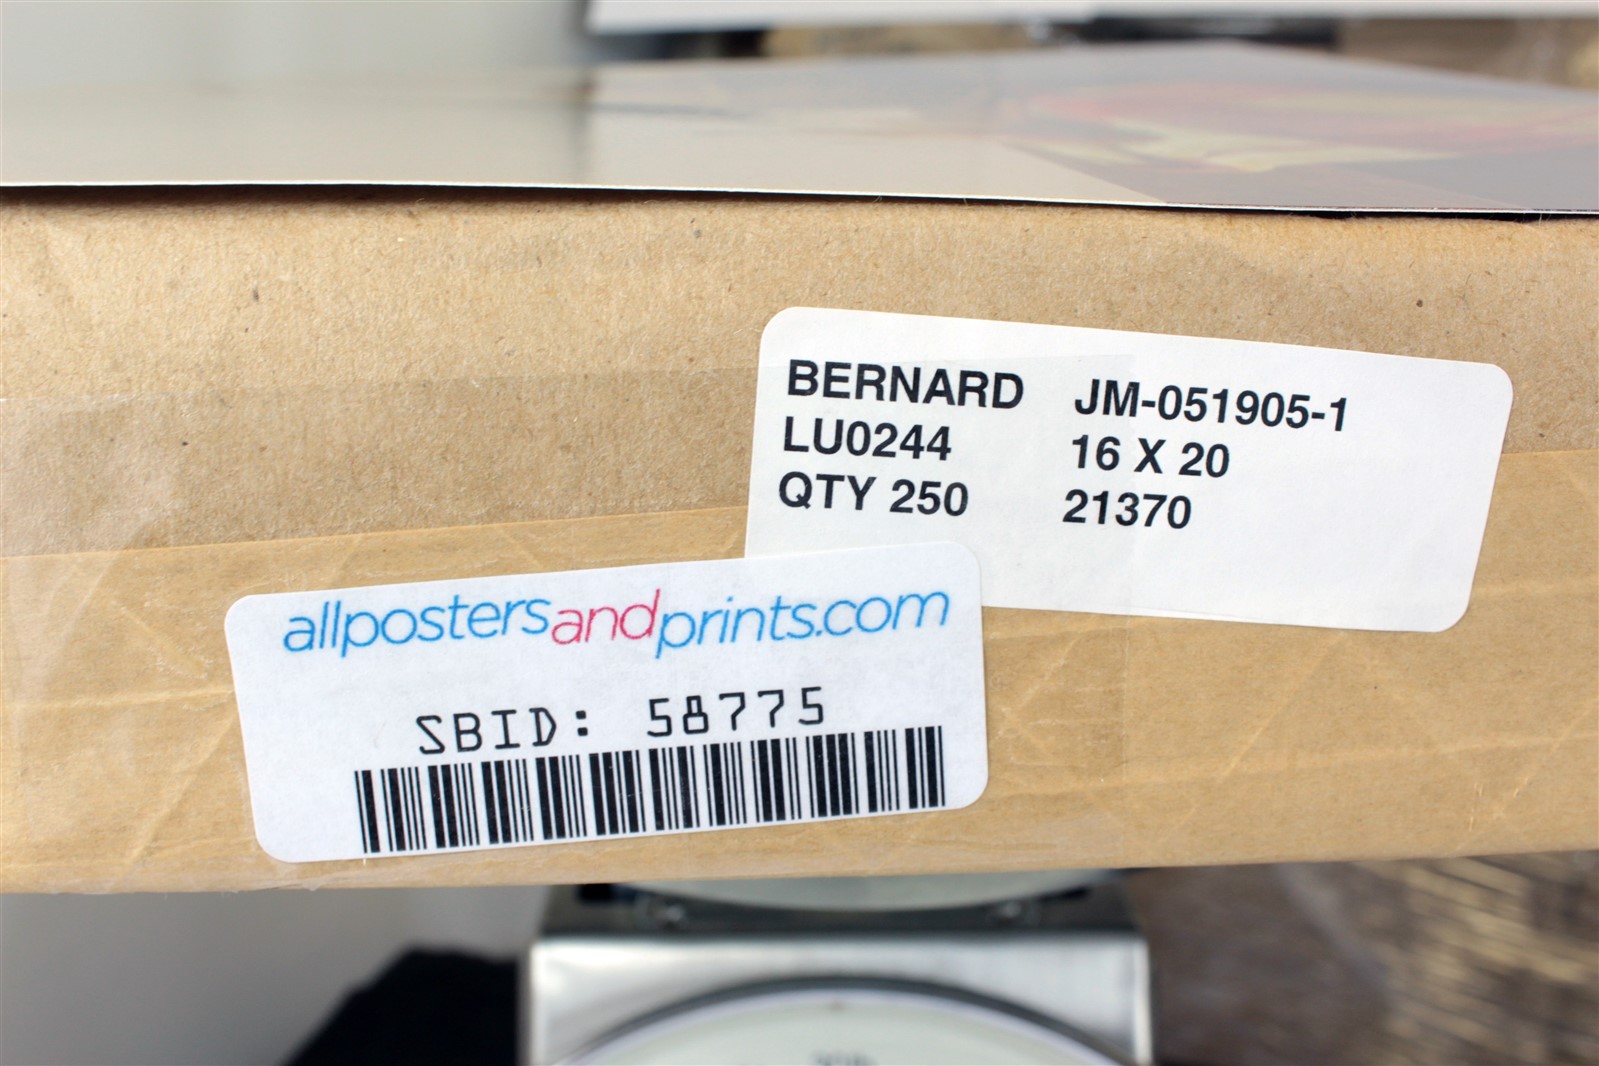 BERNARD JM-051905-1
LU0244 16 X 20
QTY 250 21370
allpostersandprints.com
SBID: 58775